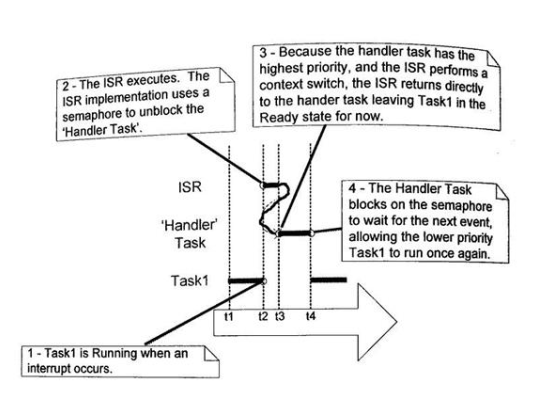 2 - The ISR executes. The
ISR implementation uses a
semaphore to unblock the
'Handler Task'.
3 - Because the handler task has the
highest priority, and the ISR performs a
context switch, the ISR returns directly
to the hander task leaving Task1 in the
Ready state for now.
ISR
'Handler'
Task
Task1
4 - The Handler Task
blocks on the semaphore
to wait for the next event,
allowing the lower priority
Task1 to run once again.
t1 t2 t3 t4
1 - Task1 is Running when an
interrupt occurs.